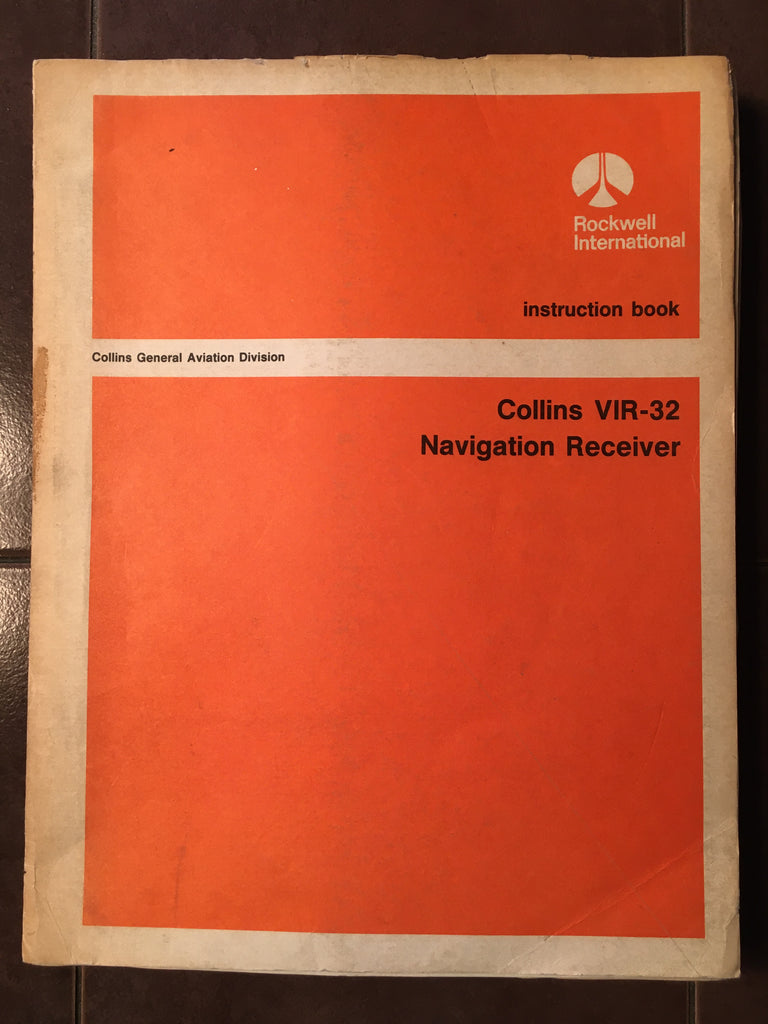 Rockwell
International
instruction book
Collins General Aviation Division
Collins VIR-32
Navigation Receiver